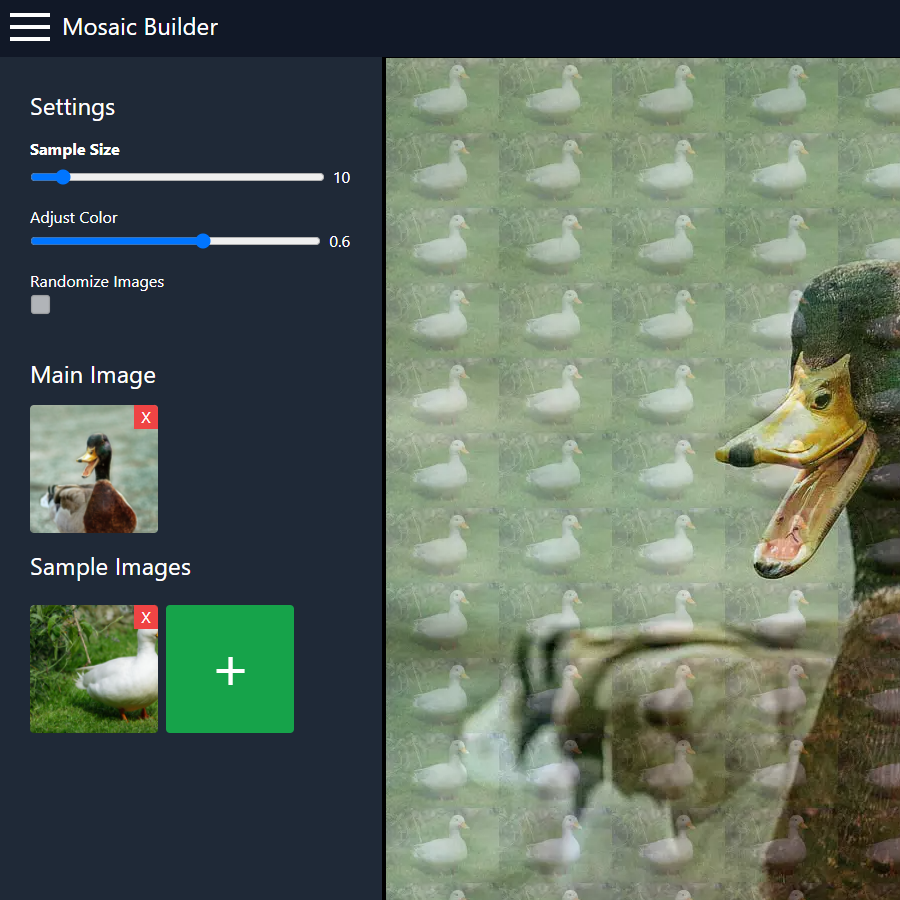 Mosaic Builder
Settings
Sample Size
10
Adjust Color
0.6
Randomize Images
Main Image
X
Sample Images
X
+